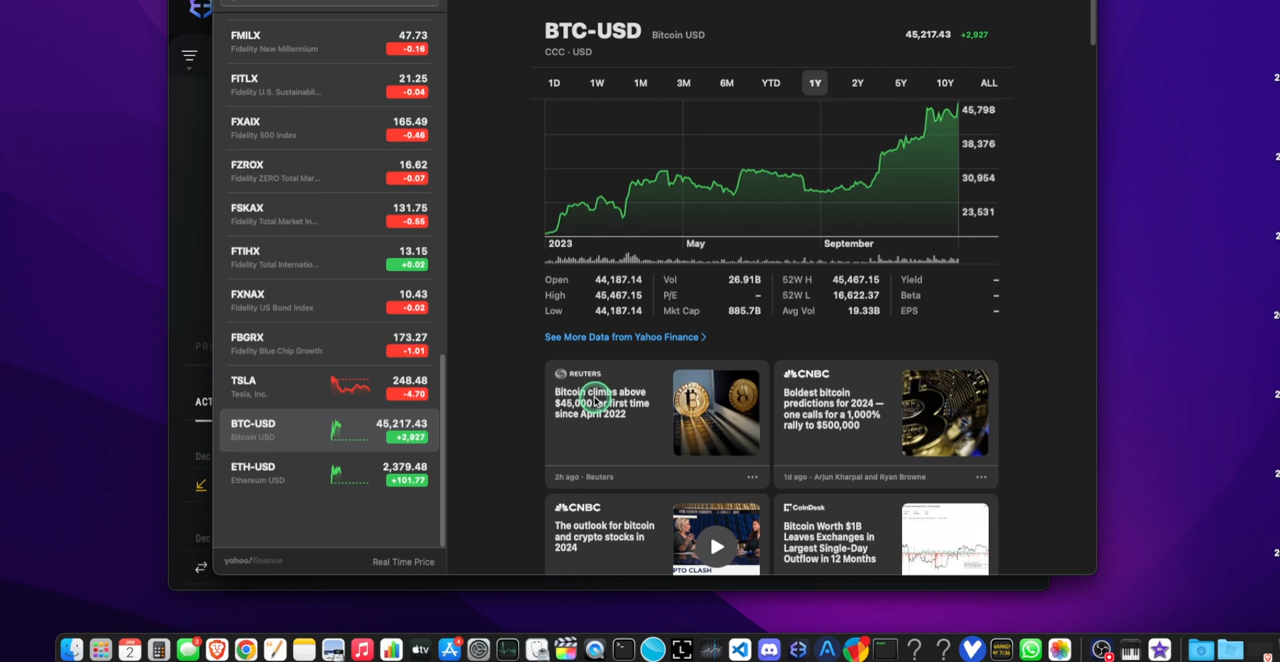 FMILX 47.73
Fidelity New Millennium -0.16
FITLX 21.25
Fidelity U.S. Sustainabil... -0.04
FXAIX 165.49
Fidelity 500 Index -0.46
FZROX 16.62
Fidelity ZERO Total Mar... -0.07
FSKAX 131.75
Fidelity Total Market In... -0.55
FTIHX 13.15
Fidelity Total Internatio... +0.02
FXNAX 10.43
Fidelity US Bond Index -0.02
FBGRX 173.27
Fidelity Blue Chip Growth -1.01
TSLA 248.48
Tesla, Inc. -4.70
BTC-USD 45,217.43
Bitcoin USD +2,927
ETH-USD 2,379.48
Ethereum USD +101.77
yahoo!finance Real Time Price
ACT
Dec
Dec
BTC-USD Bitcoin USD 45,217.43 +2,927
CCC · USD
1D 1W 1M 3M 6M YTD 1Y 2Y 5Y 10Y ALL
45,798
38,376
30,954
23,531
2023 May September
Open 44,187.14 Vol 26.91B 52W H 45,467.15 Yield –
High 45,467.15 P/E – 52W L 16,622.37 Beta –
Low 44,187.14 Mkt Cap 885.7B Avg Vol 19.33B EPS –
See More Data from Yahoo Finance >
REUTERS
Bitcoin climbs above
$45,000 first time
since April 2022
2h ago · Reuters ...
CNBC
Boldest bitcoin
predictions for 2024 —
one calls for a 1,000%
rally to $500,000
1d ago · Arjun Kharpal and Ryan Browne ...
CNBC
The outlook for bitcoin
and crypto stocks in
2024
PTO CLASH
CoinDesk
Bitcoin Worth $1B
Leaves Exchanges in
Largest Single-Day
Outflow in 12 Months
JAN
2
tv